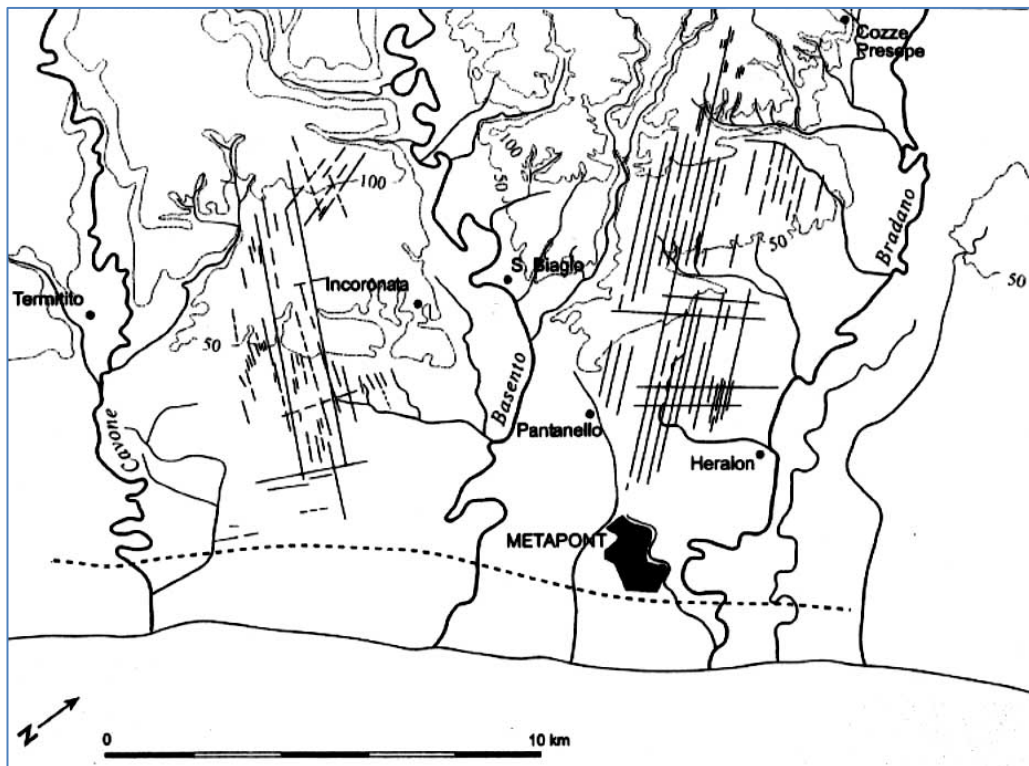 Cozze
Presepe
100
100
50
Bradano
50
S. Biagio
50
Termitito
Incoronata
50
Basento
Cavone
Pantanello
Heraion
METAPONT
N
0
10 km